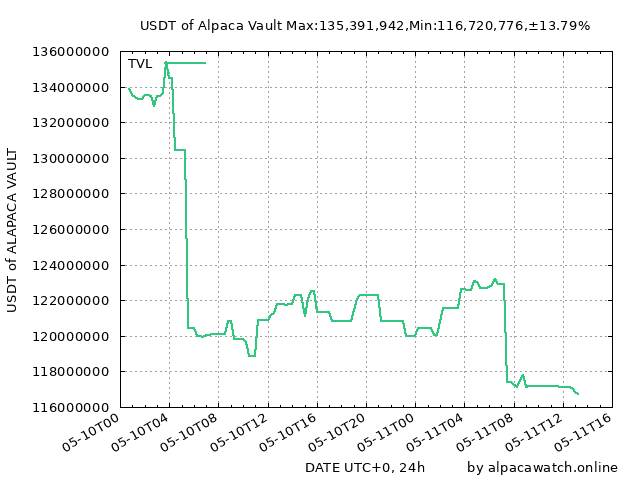 USDT of Alpaca Vault Max:135,391,942,Min:116,720,776,±13.79%
136000000
134000000
132000000
130000000
128000000
126000000
124000000
122000000
120000000
118000000
116000000
USDT of ALAPACA VAULT
TVL
05-10T00
05-10T04
05-10T08
05-10T12
05-10T16
05-10T20
05-11T00
05-11T04
05-11T08
05-11T12
05-11T16
DATE UTC+0, 24h
by alpacawatch.online